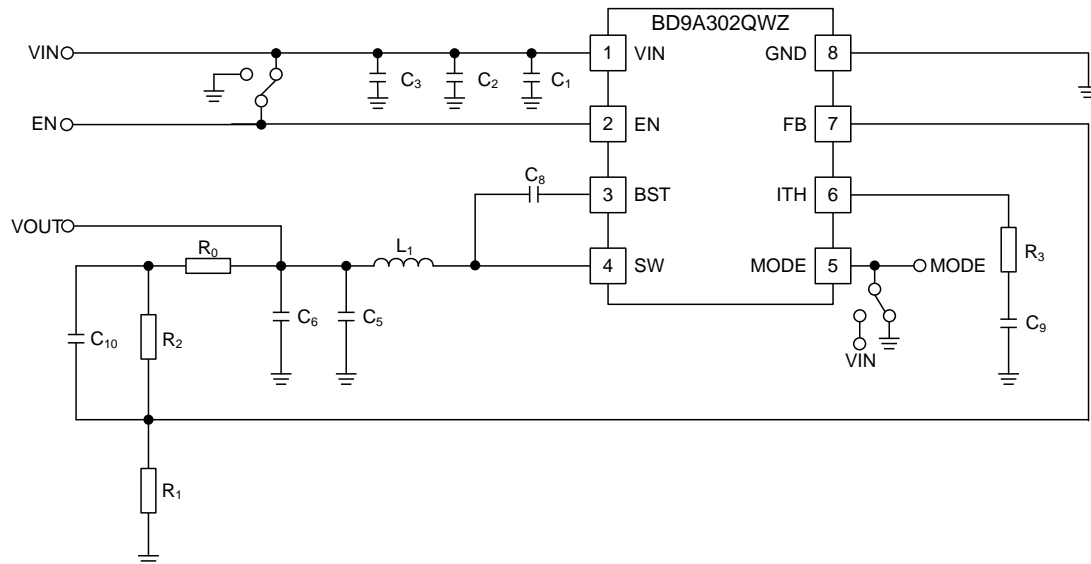 BD9A302QWZ
VIN
1
VIN
GND
8
C₃
C₂
C₁
EN
2
EN
FB
7
C₈
3
BST
ITH
6
VOUT
R₀
L₁
4
SW
MODE
5
MODE
R₃
C₁₀
R₂
C₆
C₅
C₉
VIN
R₁